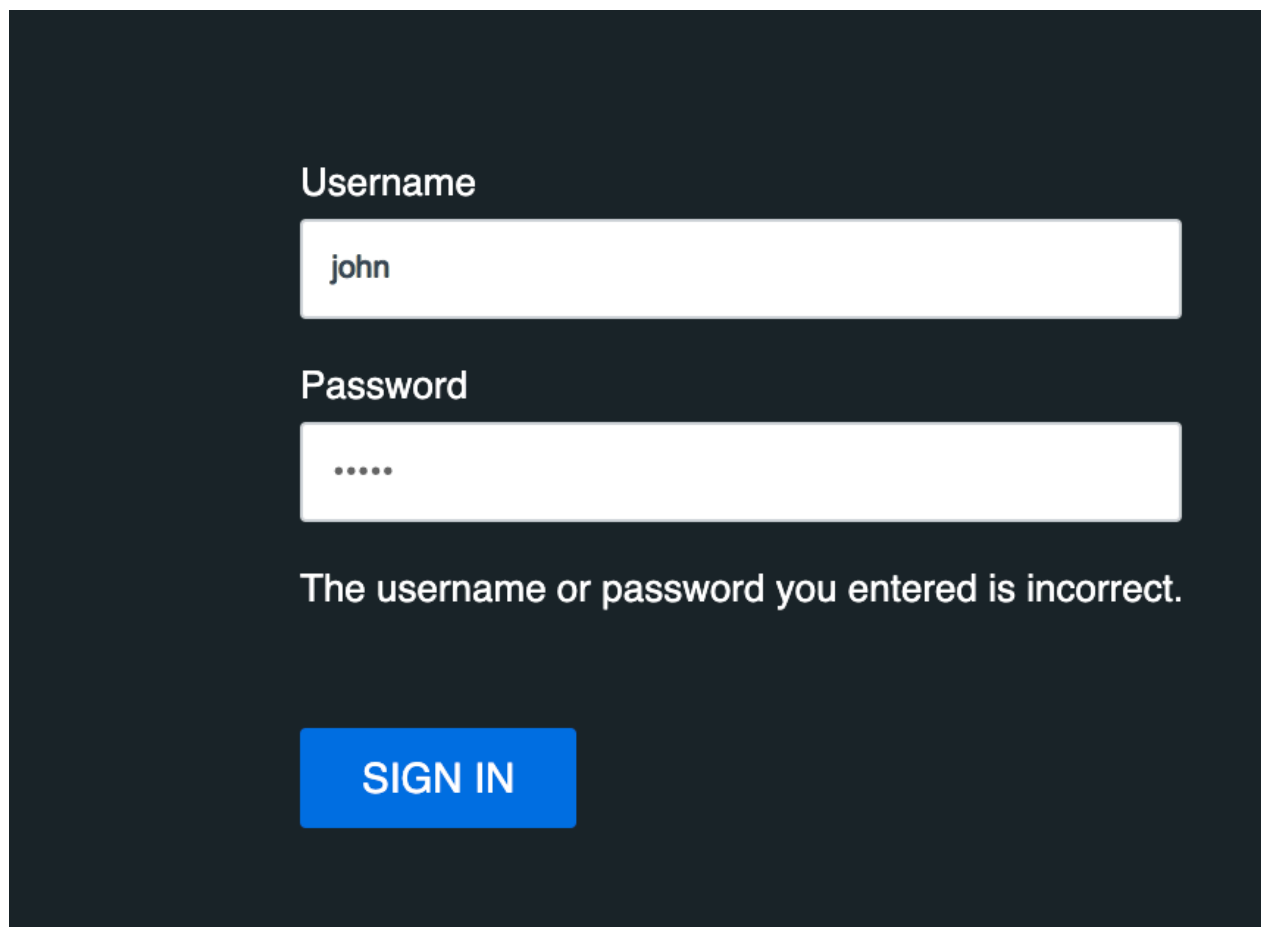 Username
john
Password
•••••
The username or password you entered is incorrect.
SIGN IN